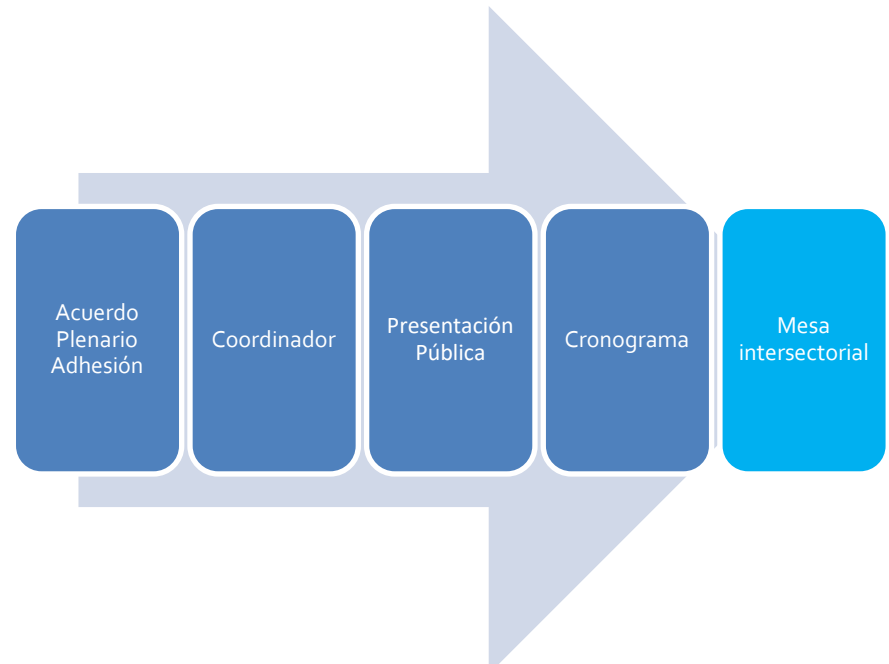 Acuerdo
Plenario
Adhesión
Coordinador
Presentación
Pública
Cronograma
Mesa
intersectorial